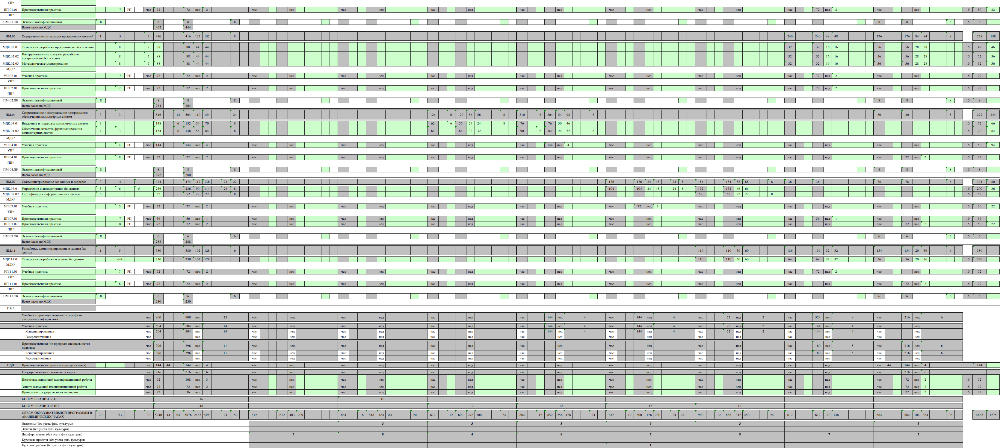 УП*
ПП.01.01 Производственная практика 7 РП час 72 72 нед 2 час нед час нед час нед час нед час нед час нед час 72 нед 2 час нед 15 50 22
ПП*
ПМ.01.ЭК Экзамен квалификационный 8 8 8 8 8 8 8 15 8
Всего часов по МДК 462 444
ПМ.02 Осуществление интеграции программных модулей 1 5 3 416 416 132 132 8 240 240 48 48 176 176 84 84 8 278 138
МДК.02.01 Технология разработки программного обеспечения 8 7 88 88 44 44 32 32 16 16 56 56 28 28 15 42 46
МДК.02.02 Инструментальные средства разработки программного обеспечения 8 7 88 88 44 44 32 32 16 16 56 56 28 28 15 52 36
МДК.02.03 Математическое моделирование 8 7 88 88 44 44 32 32 16 16 56 56 28 28 15 32 56
МДК*
УП.02.01 Учебная практика 7 РП час 72 72 нед 2 час нед час нед час нед час нед час нед час нед час 72 нед 2 час нед 15 72
УП*
ПП.02.01 Производственная практика 7 РП час 72 72 нед 2 час нед час нед час нед час нед час нед час нед час 72 нед 2 час нед 15 72
ПП*
ПМ.02.ЭК Экзамен квалификационный 8 8 8 8 8 8 8 15 8
Всего часов по МДК 264 264
ПМ.04 Сопровождение и обслуживание программного обеспечения компьютерных систем 3 3 516 12 504 110 154 24 126 6 120 56 56 8 310 6 304 54 98 8 80 80 8 272 244
МДК.04.01 Внедрение и поддержка компьютерных систем 3 138 6 132 54 70 8 62 6 56 24 24 8 76 76 30 46 15 72 66
МДК.04.02 Обеспечение качества функционирования компьютерных систем 4 3 154 6 148 56 84 8 64 64 32 32 90 6 84 24 52 8 15 70 84
МДК*
УП.04.01 Учебная практика 4 РП час 144 144 нед 4 час нед час нед час нед час 144 нед 4 час нед час нед час нед час нед 15 50 94
УП*
ПП.04.01 Производственная практика 8 РП час 72 72 нед 2 час нед час нед час нед час нед час нед час нед час нед час 72 нед 2 15 72
ПП*
ПМ.04.ЭК Экзамен квалификационный 8 8 8 8 8 8 8 15 8
Всего часов по МДК 292 280
ПМ.07 Соадминистрирование баз данных и серверов 3 4 1 474 474 112 136 24 22 176 176 24 48 24 8 184 184 88 88 8 36 36 78 78 6 394 80
МДК.07.01 Управление и автоматизация баз данных 5 6 5 236 236 90 114 24 8 104 104 24 48 24 8 132 132 66 66 15 200 36
МДК.07.02 Сертификация информационных систем 6 52 52 22 22 8 52 52 22 22 8 15 52
МДК*
УП.07.01 Учебная практика 5 РП час 72 72 нед 2 час нед час нед час нед час нед час 72 нед 2 час нед час нед час нед 15 50 22
УП*
ПП.07.01 Производственная практика 7 РП час 36 36 нед 1 час нед час нед час нед час нед час нед час нед час 36 нед 1 час нед 15 36
ПП.07.02 Производственная практика 8 РП час 72 72 нед 2 час нед час нед час нед час нед час нед час нед час нед час 72 нед 2 15 50 22
ПП*
ПМ.07.ЭК Экзамен квалификационный 8 6 6 6 6 6 6 15 6
Всего часов по МДК 288 288
ПМ.11 Разработка, администрирование и защита баз данных 1 5 380 380 102 128 6 110 110 50 60 136 136 32 32 134 134 20 36 6 380
МДК.11.01 Технология разработки и защиты баз данных 6-8 230 230 102 128 110 110 50 60 64 64 32 32 56 56 20 36 15 230
МДК*
УП.11.01 Учебная практика 7 РП час 72 72 нед 2 час нед час нед час нед час нед час нед час нед час 72 нед 2 час нед 15 72
УП*
ПП.11.01 Производственная практика 8 РП час 72 72 нед 2 час нед час нед час нед час нед час нед час нед час нед час 72 нед 2 15 72
ПП*
ПМ.11.ЭК Экзамен квалификационный 8 6 6 6 6 6 6 15 6
Всего часов по МДК 230 230
ПМ*
Учебная и производственная (по профилю специальности) практики час 900 900 нед 25 час нед час нед час нед час 144 нед 4 час 144 нед 4 час 72 нед 2 час 324 нед 9 час 216 нед 6
Учебная практика час 504 504 нед 14 час нед час нед час нед час 144 нед 4 час 144 нед 4 час 72 нед 2 час 144 нед 4 час нед
Концентрированная час 504 504 нед 14 час нед час нед час нед час 144 нед 4 час 144 нед 4 час 72 нед 2 час 144 нед 4 час нед
Рассредоточенная час нед час нед час нед час нед час нед час нед час нед час нед час нед
Производственная (по профилю специальности) практика час 396 396 нед 11 час нед час нед час нед час нед час нед час нед час 180 нед 5 час 216 нед 6
Концентрированная час 396 396 нед 11 час нед час нед час нед час нед час нед час нед час 180 нед 5 час 216 нед 6
Рассредоточенная час нед час нед час нед час нед час нед час нед час нед час нед час нед
ПДП Производственная практика (преддипломная) час 144 44 144 нед 4 час нед час нед час нед час нед час нед час нед час нед час 44 144 нед 4 144
Государственная итоговая аттестация час 216 216 нед 6 час нед час нед час нед час нед час нед час нед час нед час 216 нед 6
Подготовка выпускной квалификационной работы час 72 108 нед 3 час нед час нед час нед час нед час нед час нед час нед час 72 нед 2 15 72
Защита выпускной квалификационной работы час 72 72 нед 2 час нед час нед час нед час нед час нед час нед час нед час 72 нед 2 15 72
Проведение государственных экзаменов час 72 36 нед 1 час нед час нед час нед час нед час нед час нед час нед час 72 нед 2 15 72
КОНСУЛЬТАЦИИ по О 16 16
КОНСУЛЬТАЦИИ по ПП 48 12 12 12 12
ОБЪЕМ ОБРАЗОВАТЕЛЬНОЙ ПРОГРАММЫ В АКАДЕМИЧЕСКИХ ЧАСАХ 20 53 1 30 5940 44 64 5876 2163 2493 24 152 612 612 403 209 864 16 848 464 364 20 612 12 600 276 300 24 864 12 852 256 428 24 612 12 600 178 230 24 24 900 12 888 342 450 24 612 612 140 148 864 864 104 364 36 4665 1275
Экзамены (без учета физ. культуры) 3 3 3 3 3 3
Зачеты (без учета физ. культуры)
Диффер. зачеты (без учета физ. культуры) 2 8 4 6 5 5 7 2
Курсовые проекты (без учета физ. культуры)
Курсовые работы (без учета физ. культуры) 1